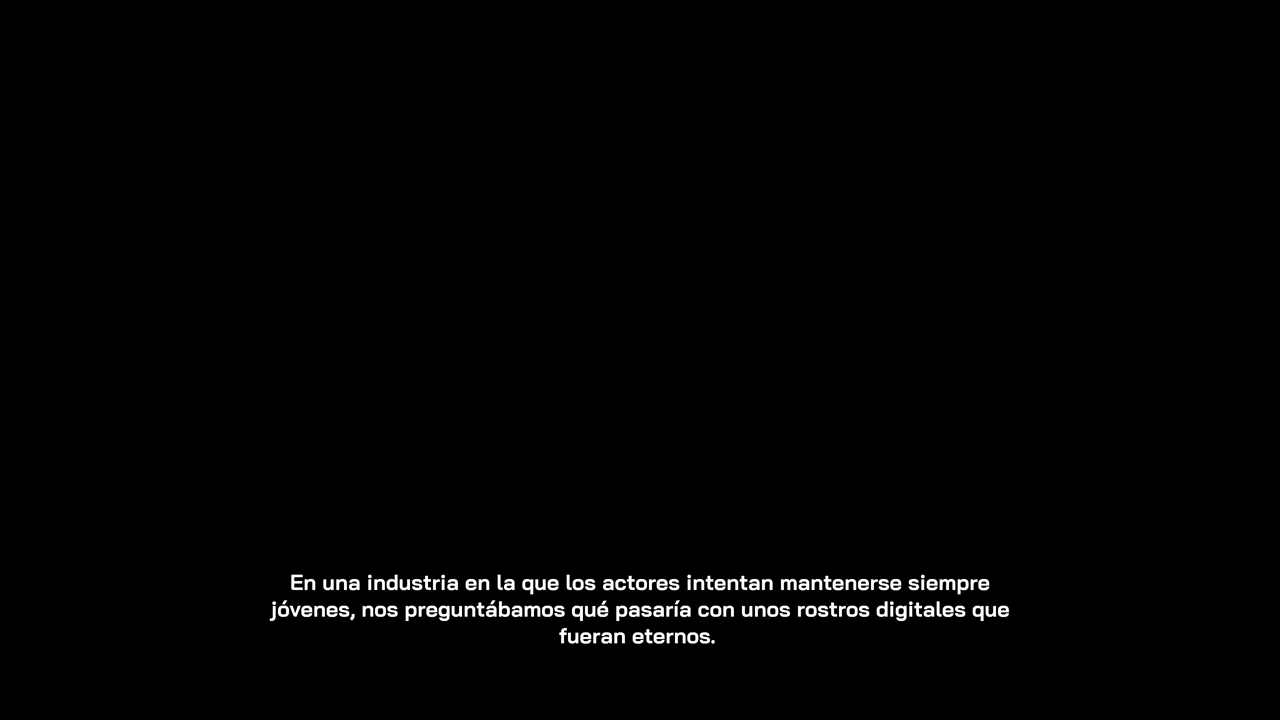 En una industria en la que los actores intentan mantenerse siempre
jóvenes, nos preguntábamos qué pasaría con unos rostros digitales que
fueran eternos.